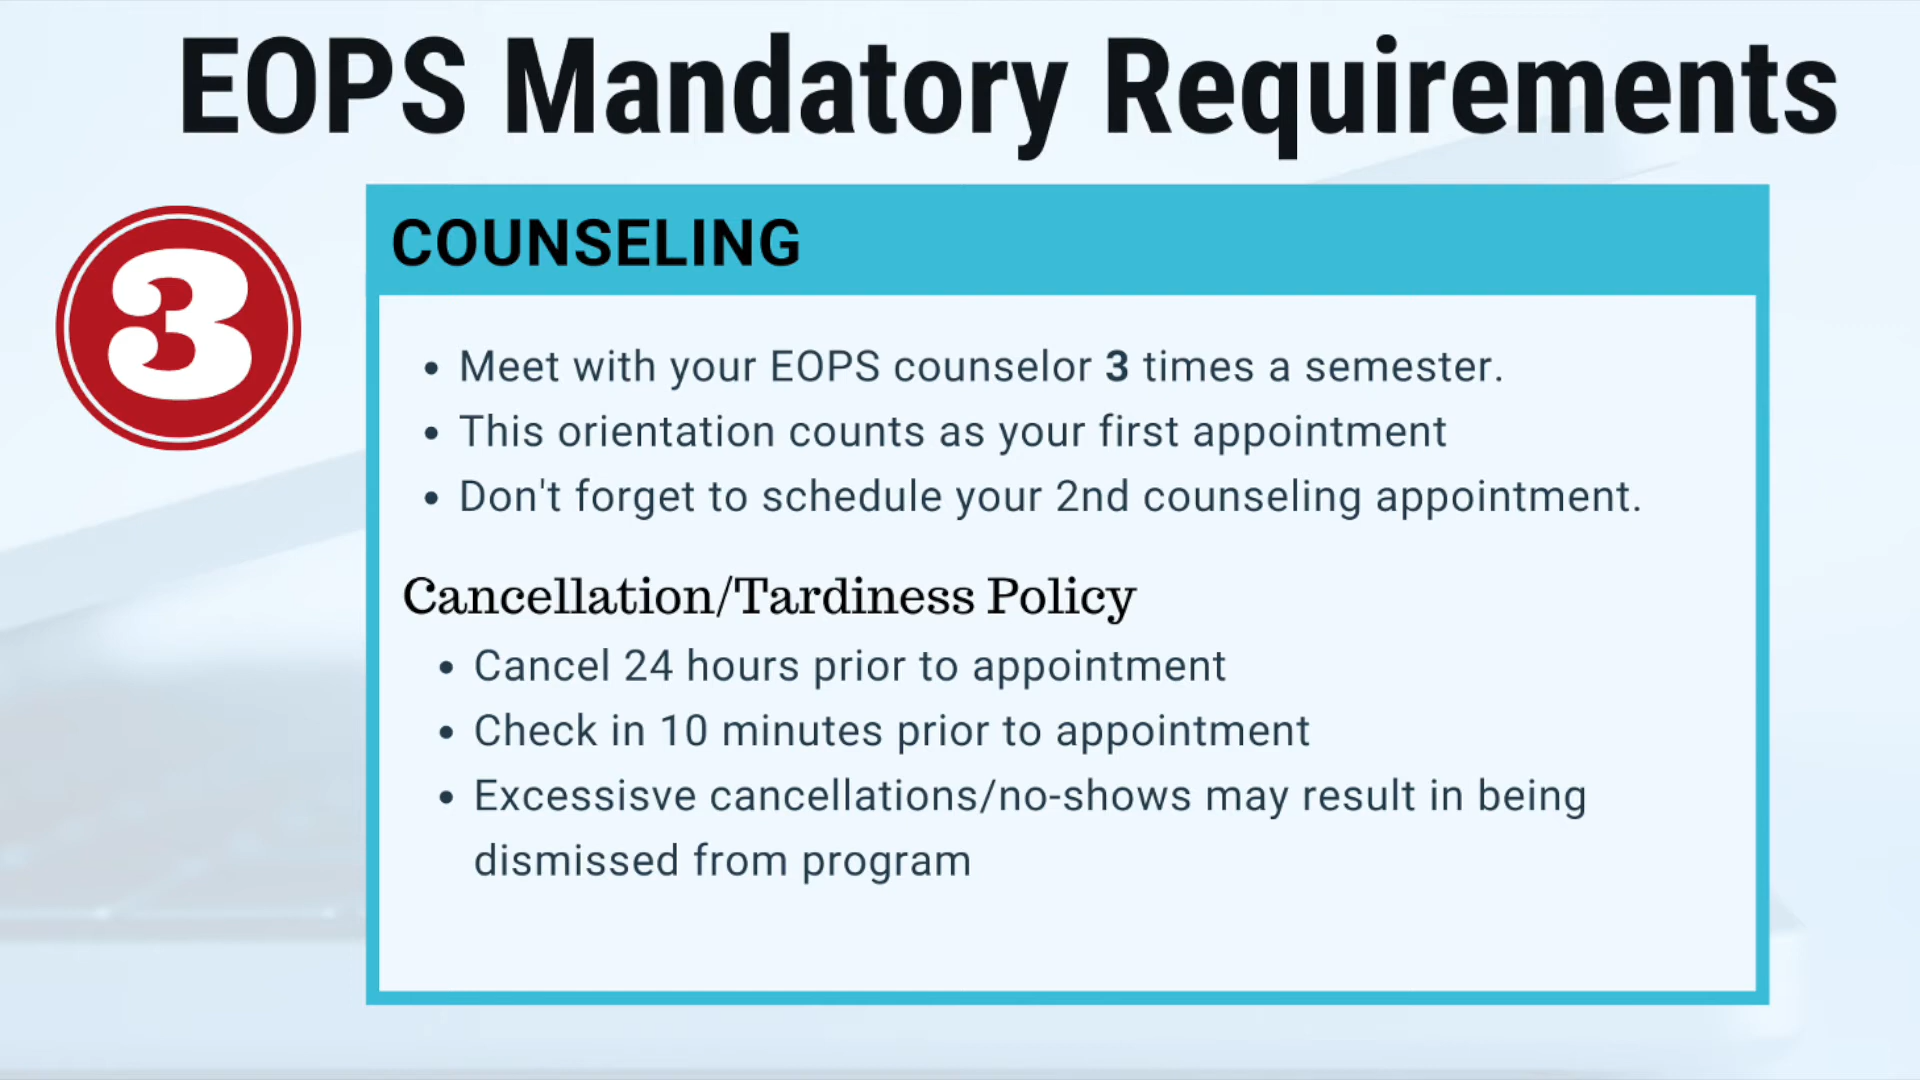 EOPS Mandatory Requirements
3
COUNSELING
• Meet with your EOPS counselor 3 times a semester.
• This orientation counts as your first appointment
• Don't forget to schedule your 2nd counseling appointment.
Cancellation/Tardiness Policy
• Cancel 24 hours prior to appointment
• Check in 10 minutes prior to appointment
• Excessisve cancellations/no-shows may result in being
dismissed from program